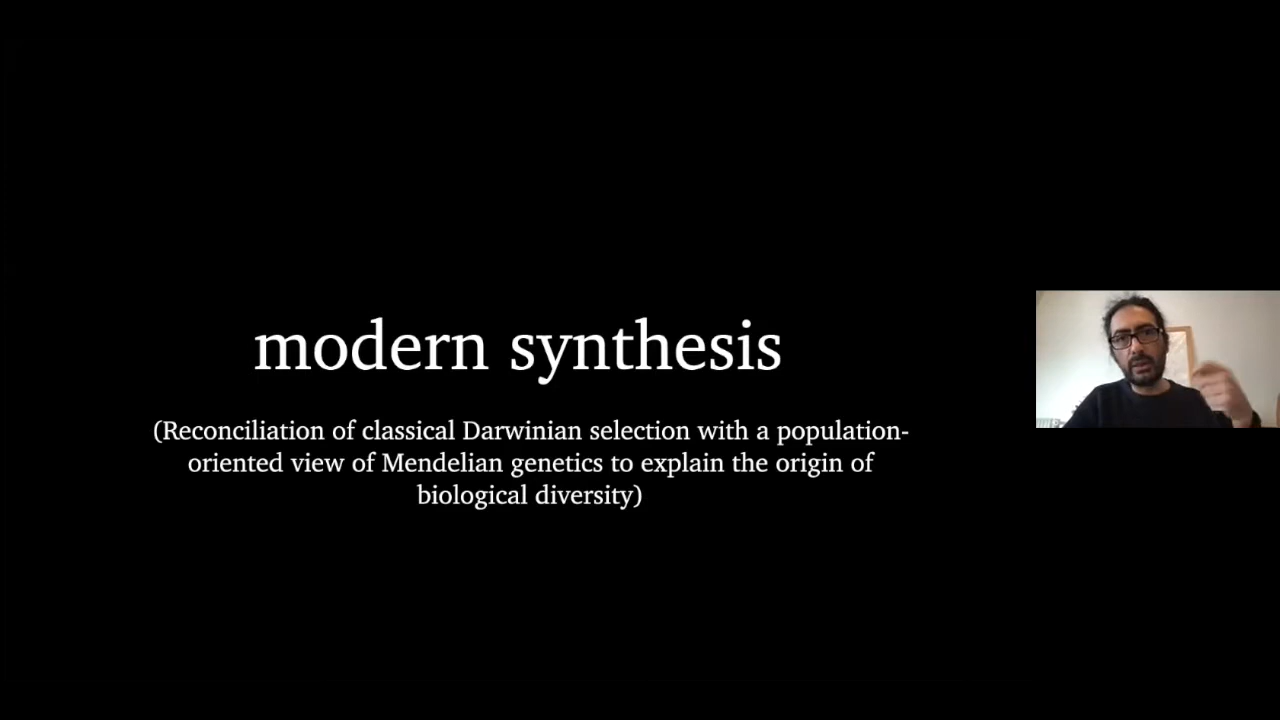 modern synthesis
(Reconciliation of classical Darwinian selection with a population-
oriented view of Mendelian genetics to explain the origin of
biological diversity)